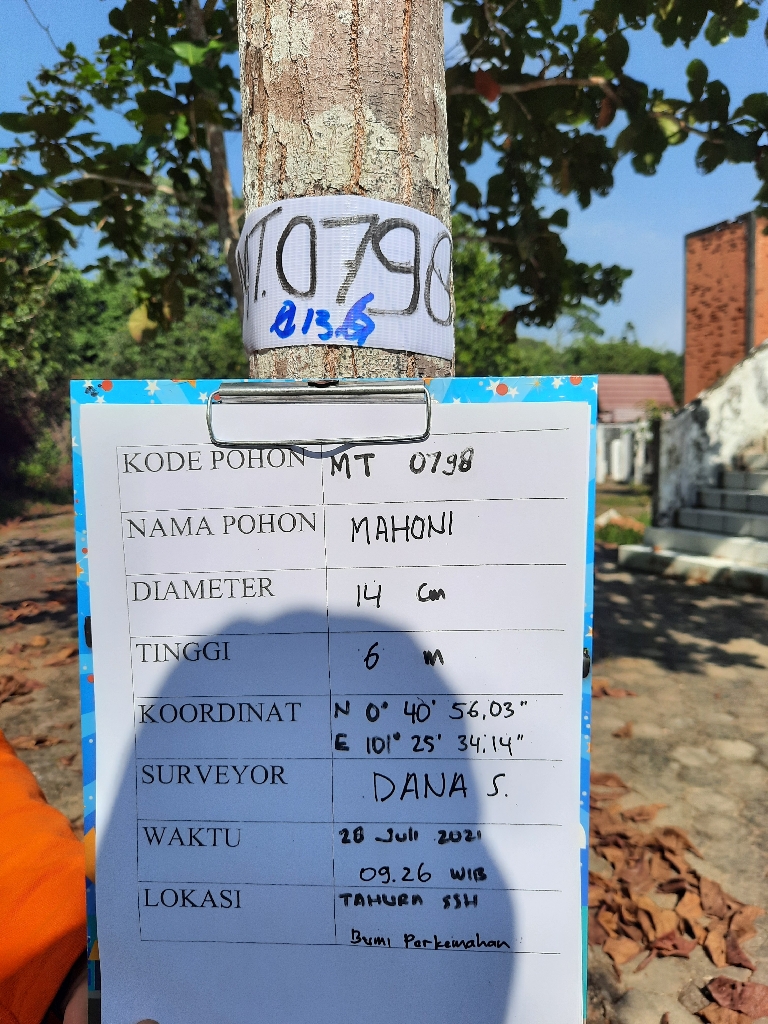 MT.0798
13.6
KODE POHON MT 0798
NAMA POHON MAHONI
DIAMETER 14 Cm
TINGGI 6 m
KOORDINAT N 0° 40' 56,03"
E 101° 25' 34,14"
SURVEYOR DANA S.
WAKTU 28 Juli 2021
09.26 WIB
LOKASI TAHURA SSH
Bumi Perkemahan